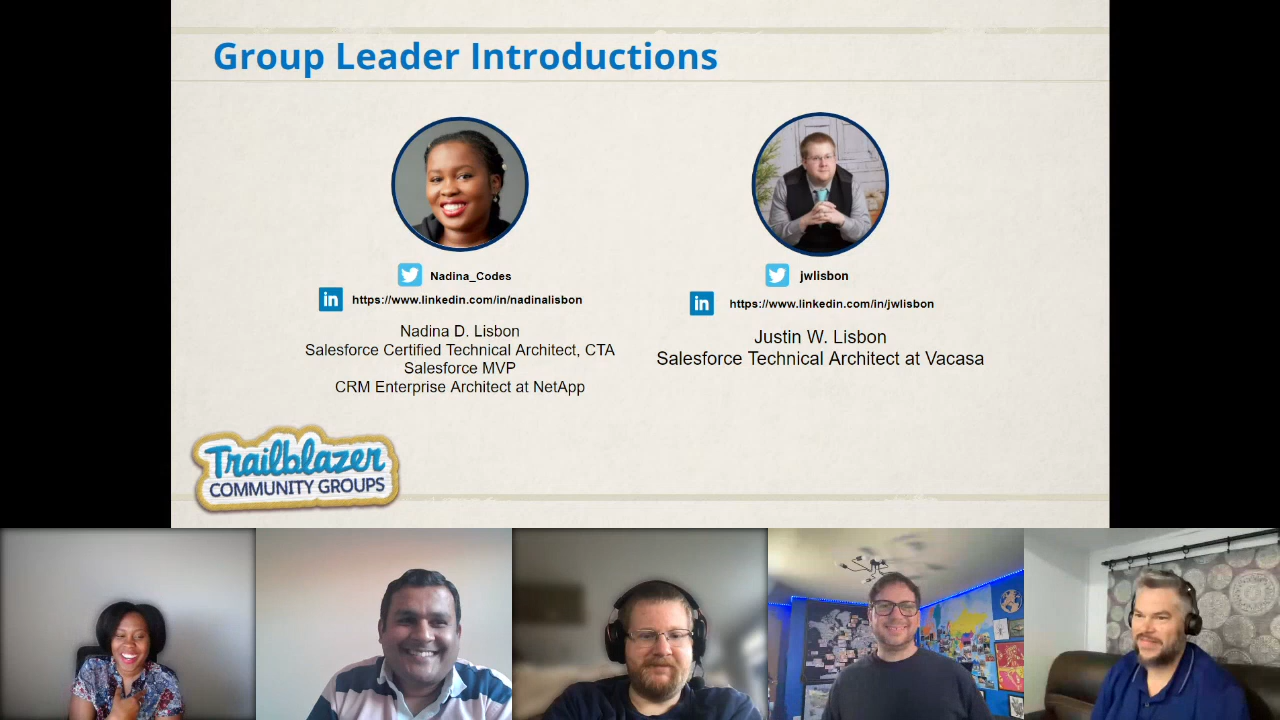 Group Leader Introductions
Nadina_Codes
https://www.linkedin.com/in/nadinalisbon
Nadina D. Lisbon
Salesforce Certified Technical Architect, CTA
Salesforce MVP
CRM Enterprise Architect at NetApp
jwlisbon
https://www.linkedin.com/in/jwlisbon
Justin W. Lisbon
Salesforce Technical Architect at Vacasa
in
in
Trailblazer
COMMUNITY GROUPS